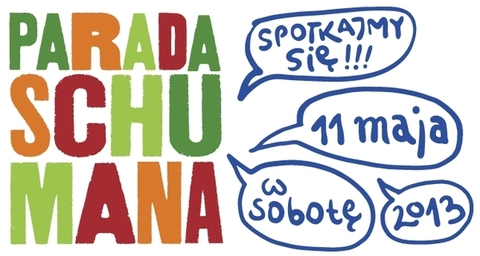 PARADA
SCHU
MANA
SPOTKAJMY
SIĘ!!!
11 maja
w
sobotę
2013